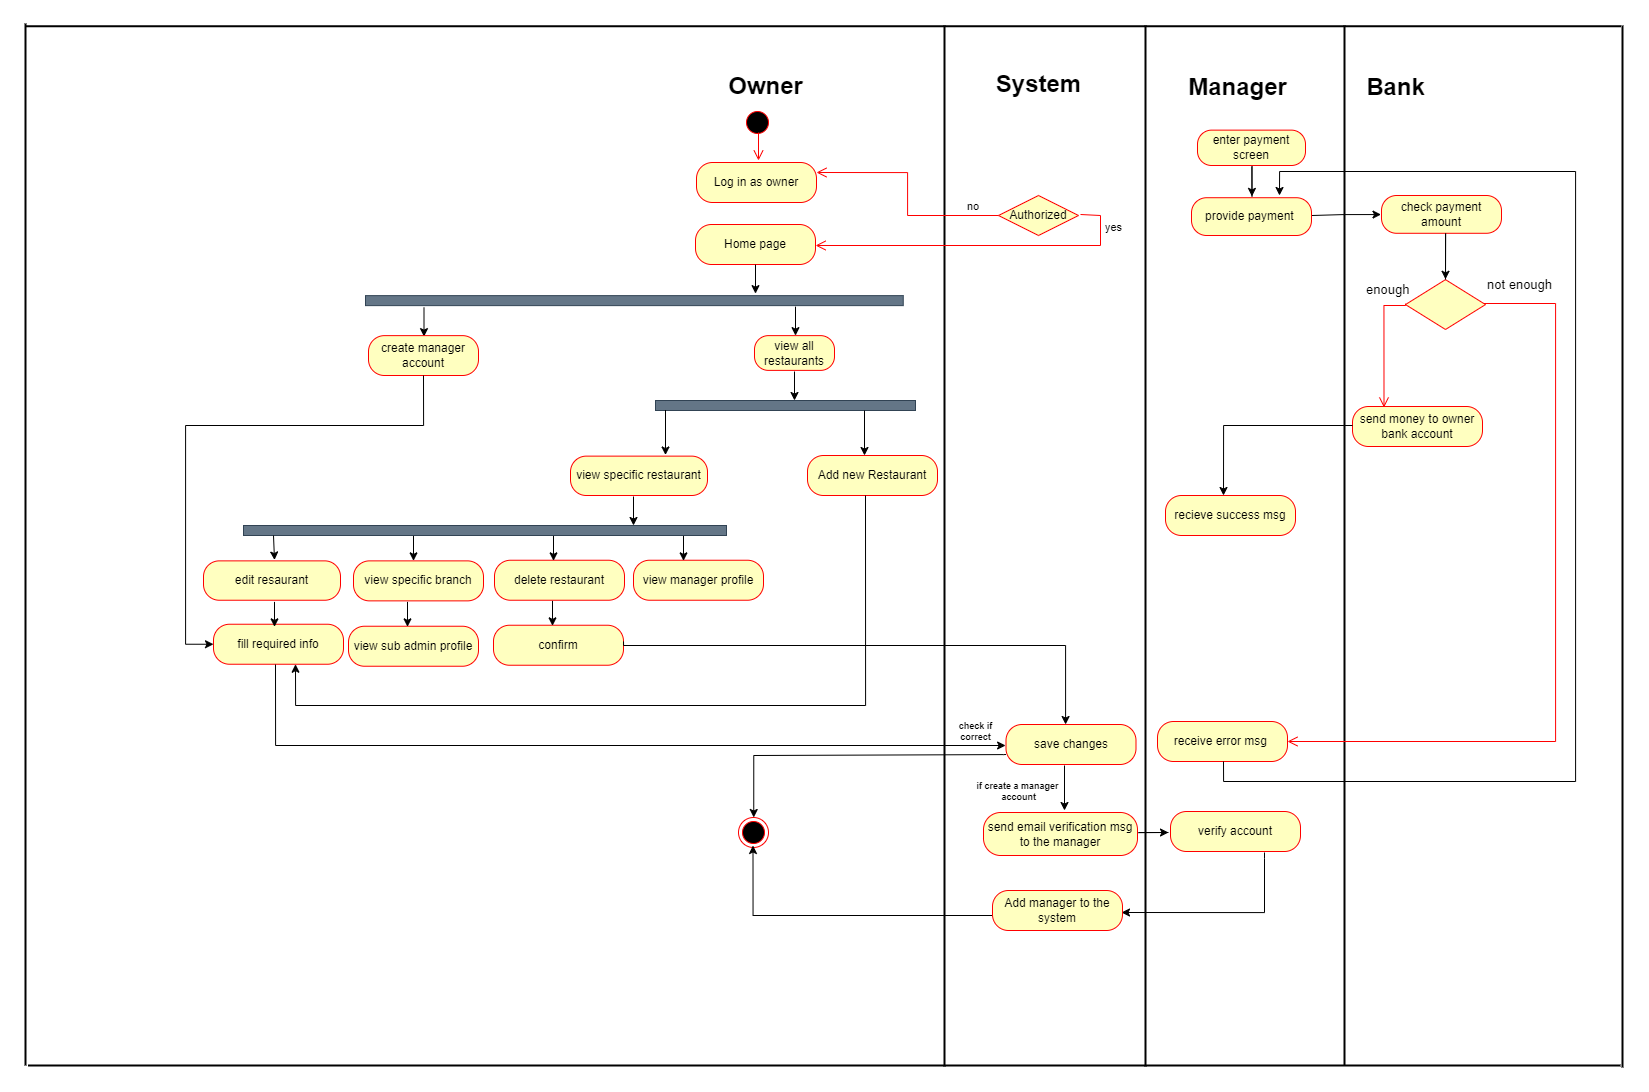 Owner
System
Manager
Bank
enter payment
screen
Log in as owner
no
Authorized
yes
provide payment
check payment
amount
Home page
enough
not enough
create manager
account
view all
restaurants
send money to owner
bank account
view specific restaurant
Add new Restaurant
recieve success msg
edit resaurant
view specific branch
delete restaurant
view manager profile
fill required info
view sub admin profile
confirm
check if
correct
save changes
receive error msg
if create a manager
account
send email verification msg
to the manager
verify account
Add manager to the
system